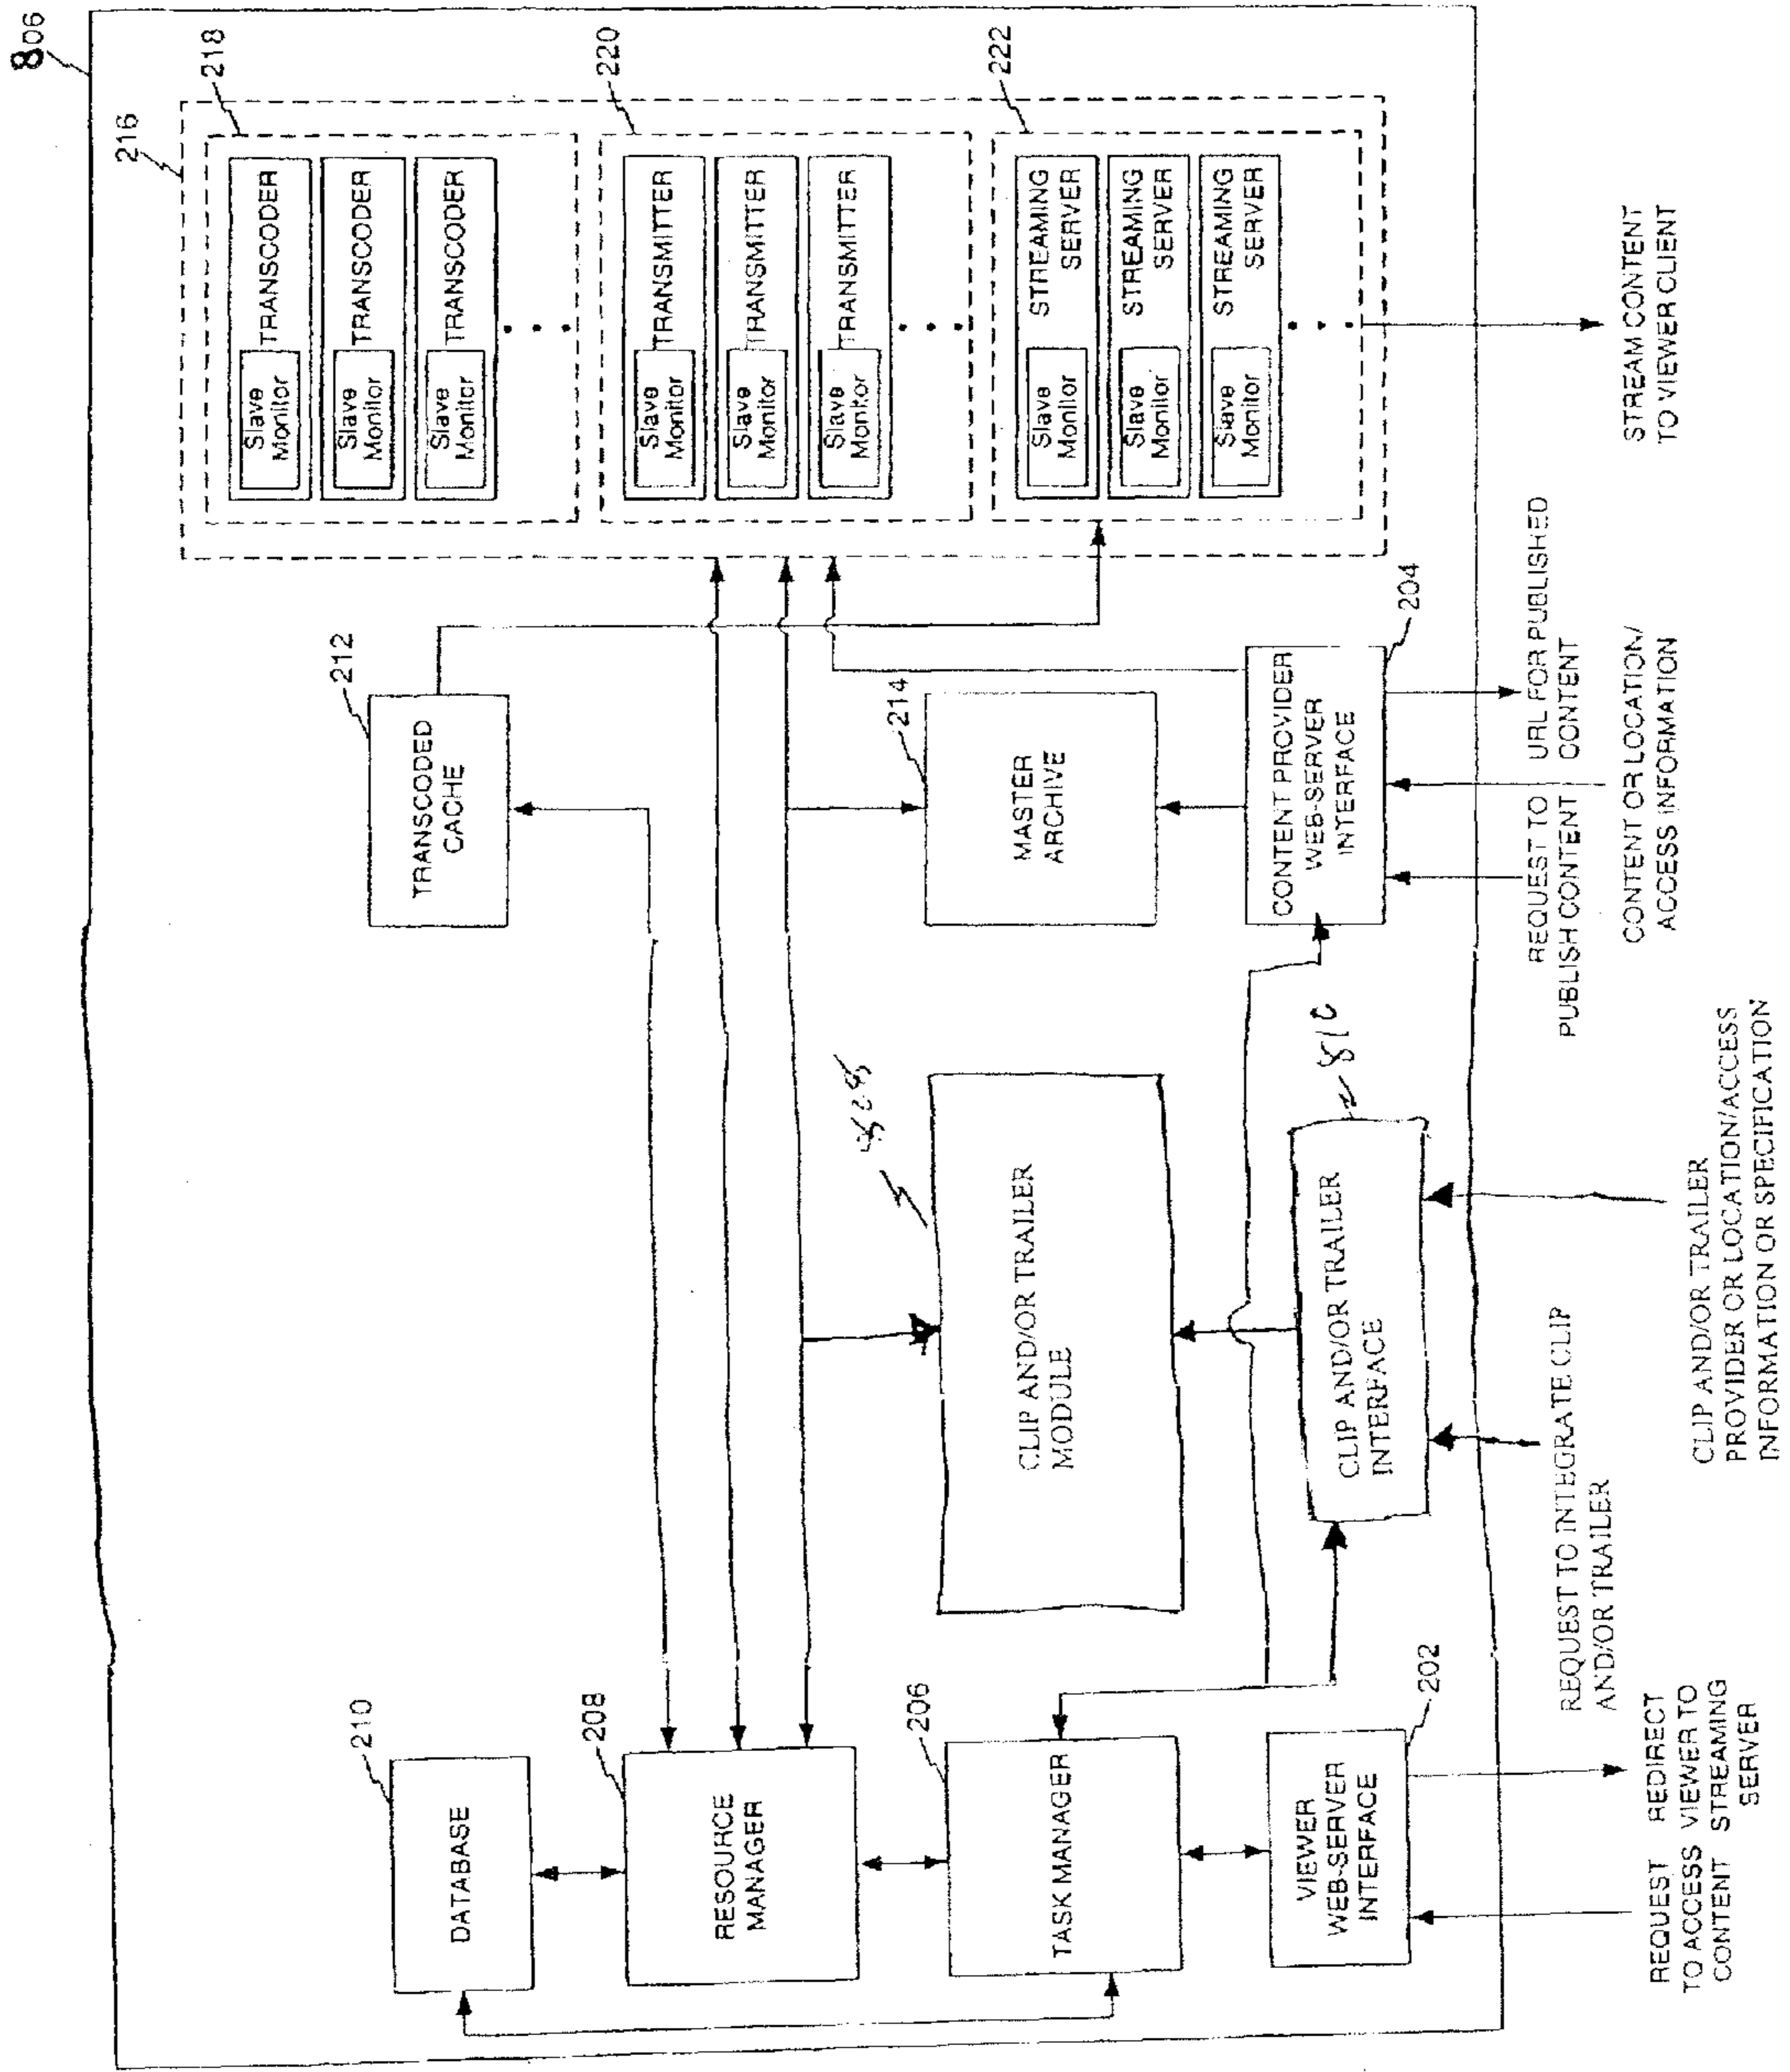 806
216
218
Slave
Monitor
TRANSCODER
Slave
Monitor
TRANSCODER
Slave
Monitor
TRANSCODER
220
Slave
Monitor
TRANSMITTER
Slave
Monitor
TRANSMITTER
Slave
Monitor
TRANSMITTER
222
Slave
Monitor
STREAMING
SERVER
Slave
Monitor
STREAMING
SERVER
Slave
Monitor
STREAMING
SERVER
STREAM CONTENT
TO VIEWER CLIENT
212
TRANSCODED
CACHE
214
MASTER
ARCHIVE
204
CONTENT PROVIDER
WEB-SERVER
INTERFACE
REQUEST TO
PUBLISH CONTENT
URL FOR PUBLISHED
CONTENT
CONTENT OR LOCATION/
ACCESS INFORMATION
808
CLIP AND/OR TRAILER
MODULE
810
CLIP AND/OR TRAILER
INTERFACE
REQUEST TO INTEGRATE CLIP
AND/OR TRAILER
CLIP AND/OR TRAILER
PROVIDER OR LOCATION/ACCESS
INFORMATION OR SPECIFICATION
210
DATABASE
208
RESOURCE
MANAGER
206
TASK MANAGER
202
VIEWER
WEB-SERVER
INTERFACE
REQUEST
TO ACCESS
CONTENT
REDIRECT
VIEWER TO
STREAMING
SERVER